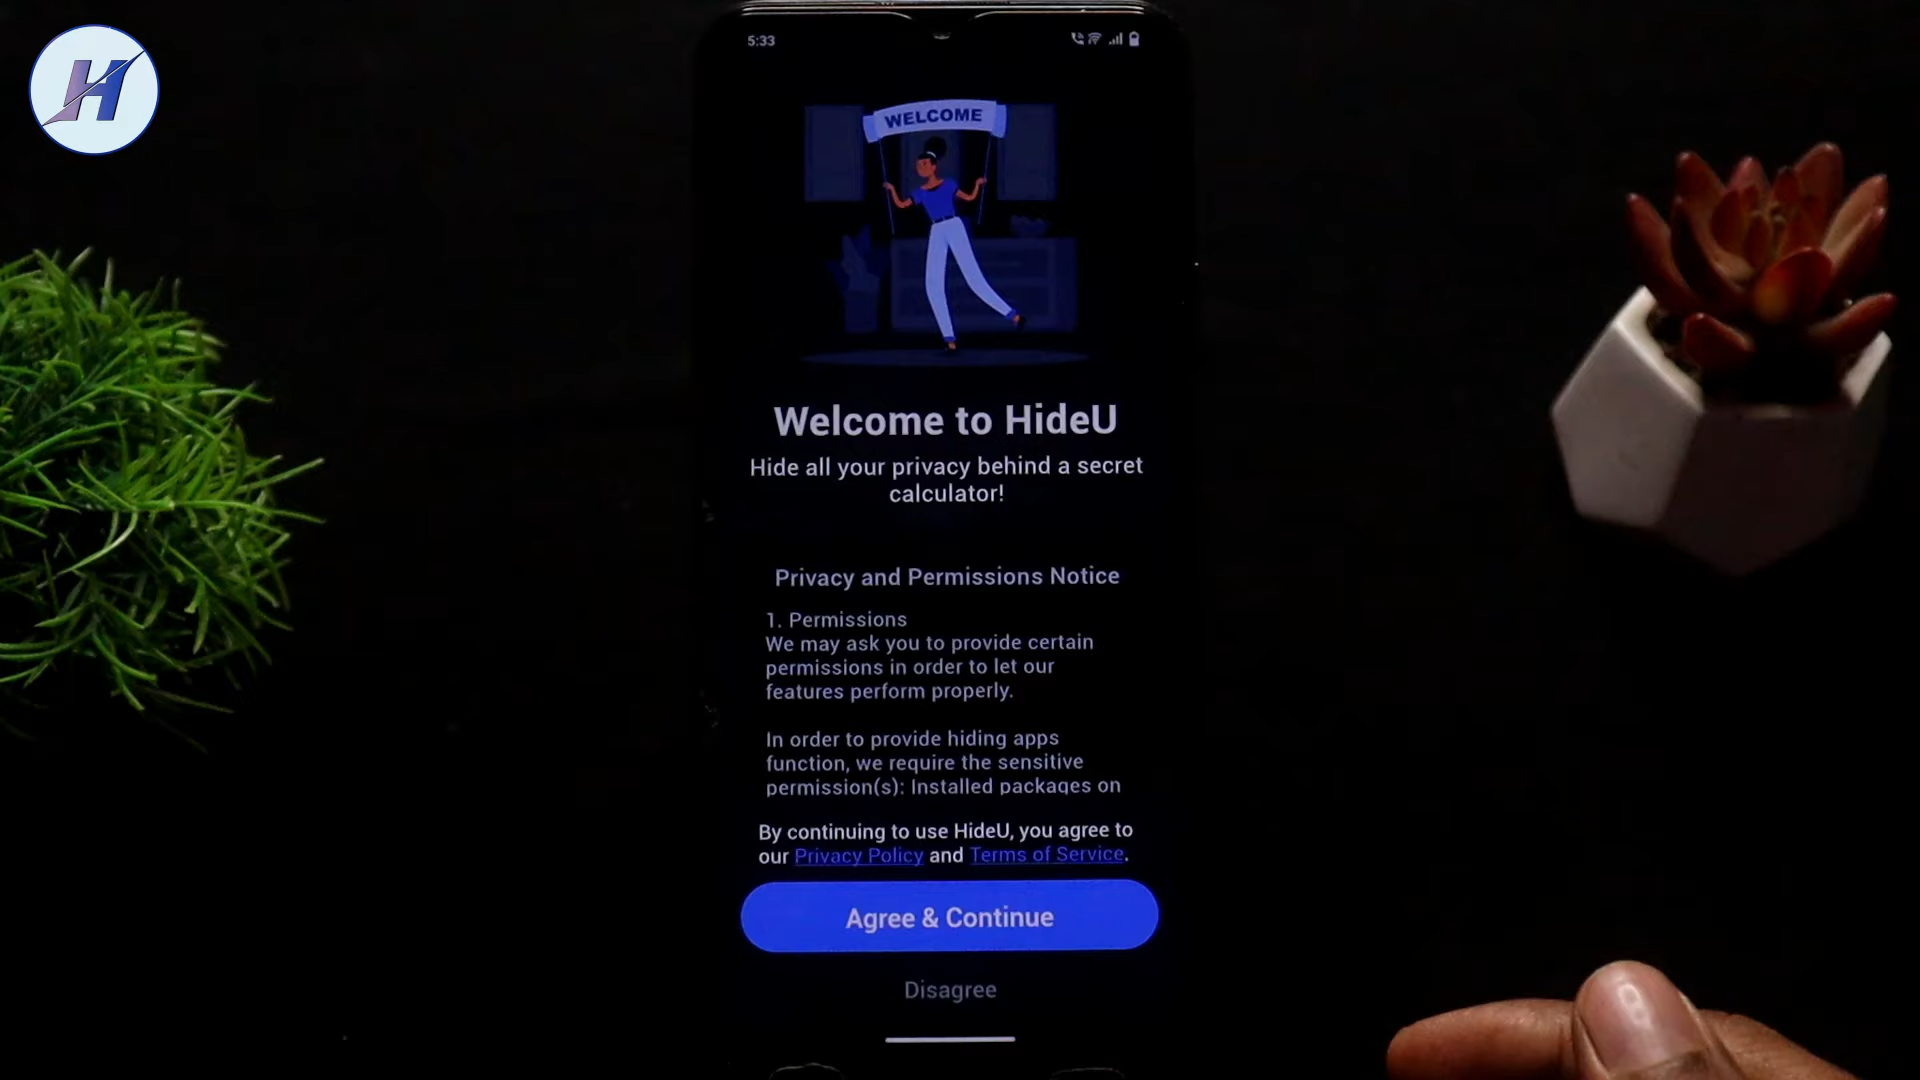 H
5:33
WELCOME
Welcome to HideU
Hide all your privacy behind a secret
calculator!
Privacy and Permissions Notice
1. Permissions
We may ask you to provide certain
permissions in order to let our
features perform properly.
In order to provide hiding apps
function, we require the sensitive
permission(s): Installed packages on
By continuing to use HideU, you agree to
our Privacy Policy and Terms of Service.
Agree & Continue
Disagree